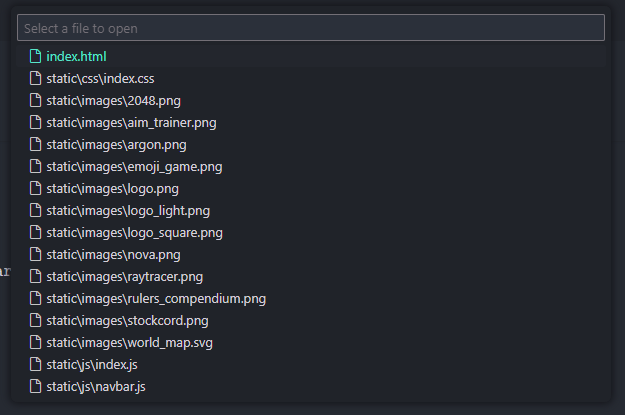 Select a file to open
index.html
static\css\index.css
static\images\2048.png
static\images\aim_trainer.png
static\images\argon.png
static\images\emoji_game.png
static\images\logo.png
static\images\logo_light.png
static\images\logo_square.png
static\images\nova.png
ar
static\images\raytracer.png
static\images\rulers_compendium.png
static\images\stockcord.png
static\images\world_map.svg
static\js\index.js
static\js\navbar.js